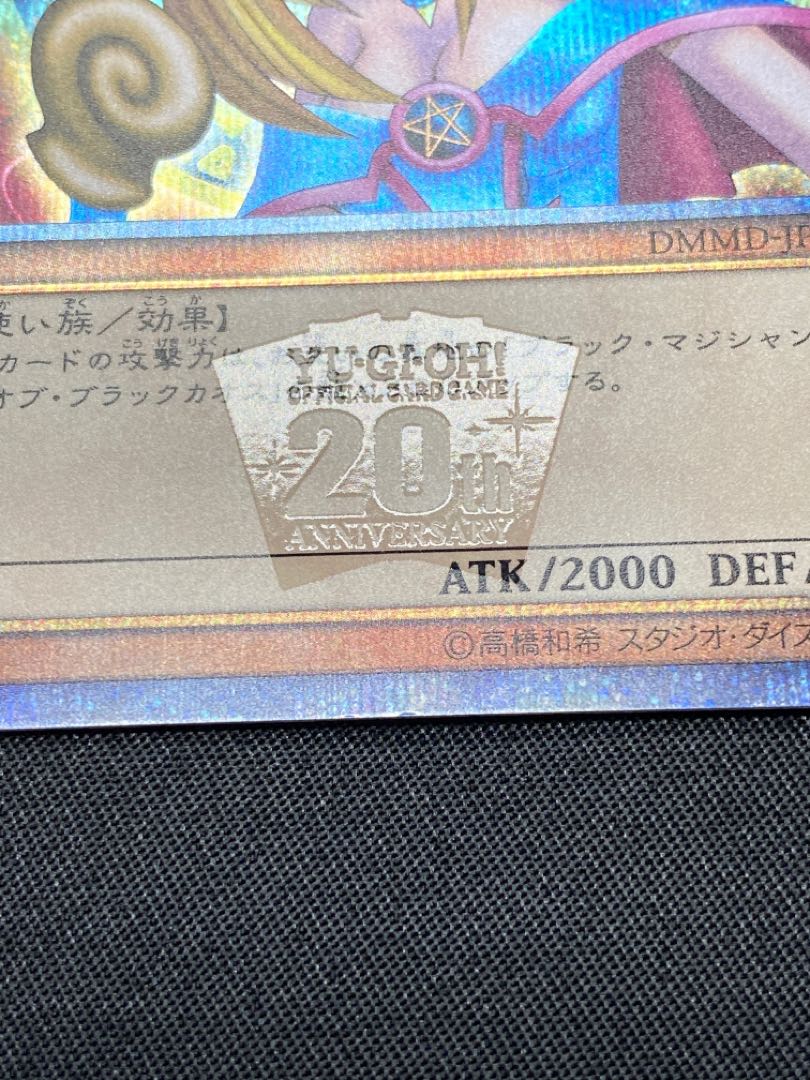 DMMD-JP
使い族／効果】
カードの攻撃力は、
ブラック・マジシャン
オブ・ブラックカオス
する。
YU-GI-OH!
OFFICIAL CARD GAME
20th
ANNIVERSARY
ATK/2000 DEF/
©高橋和希 スタジオ・ダイス